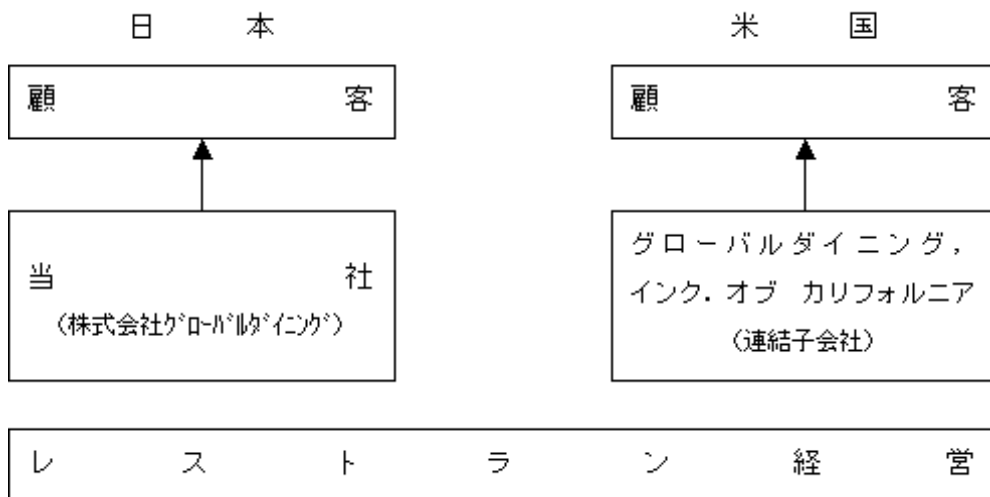 日本
米国
顧客
顧客
当社
（株式会社ｸﾞﾛｰﾊﾞﾙﾀﾞｲﾆﾝｸﾞ）
グローバルダイニング，
インク．オブ カリフォルニア
（連結子会社）
レストラン経営